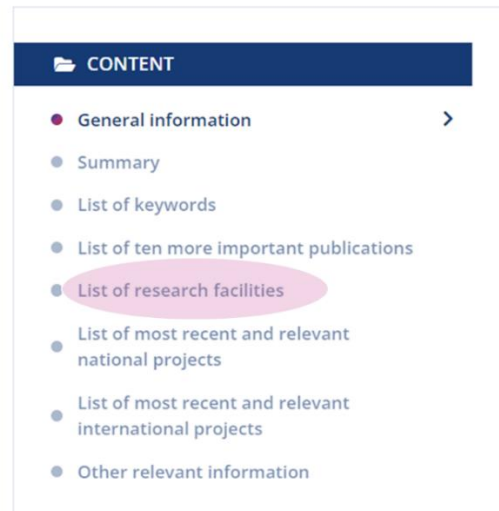 CONTENT
General information
Summary
List of keywords
List of ten more important publications
List of research facilities
List of most recent and relevant
national projects
List of most recent and relevant
international projects
Other relevant information